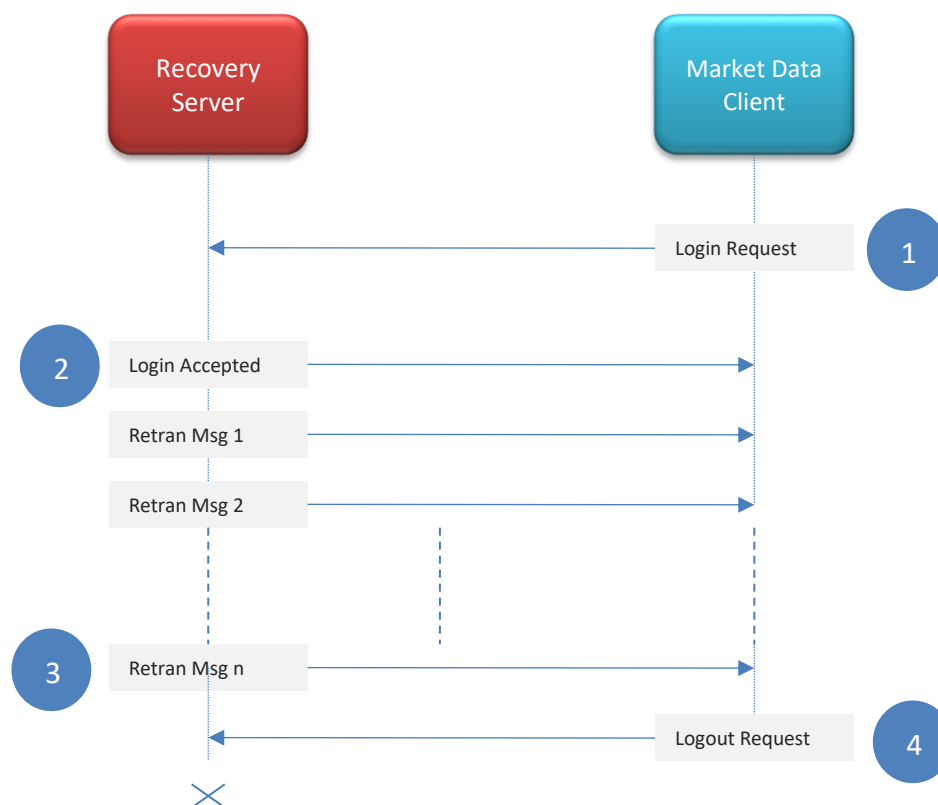 Recovery
Server
Market Data
Client
Login Request
1
2
Login Accepted
Retran Msg 1
Retran Msg 2
3
Retran Msg n
Logout Request
4